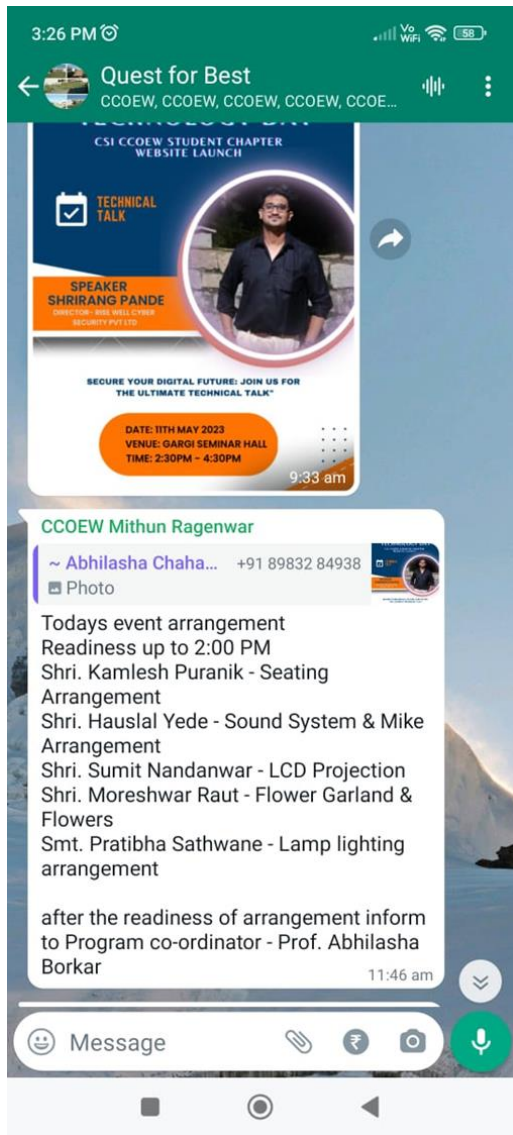 3:26 PM
Vo
WiFi
58
Quest for Best
CCOEW, CCOEW, CCOEW, CCOEW, CCOE...
CSI CCOEW STUDENT CHAPTER
WEBSITE LAUNCH
TECHNICAL
TALK
SPEAKER
SHRIRANG PANDE
DIRECTOR- RISE WELL CYBER
SECURITY PVT LTD
SECURE YOUR DIGITAL FUTURE: JOIN US FOR
THE ULTIMATE TECHNICAL TALK"
DATE: 11TH MAY 2023
VENUE: GARGI SEMINAR HALL
TIME: 2:30PM - 4:30PM
9:33 am
CCOEW Mithun Ragenwar
~ Abhilasha Chaha... +91 89832 84938
Photo
Todays event arrangement
Readiness up to 2:00 PM
Shri. Kamlesh Puranik - Seating
Arrangement
Shri. Hauslal Yede - Sound System & Mike
Arrangement
Shri. Sumit Nandanwar - LCD Projection
Shri. Moreshwar Raut - Flower Garland &
Flowers
Smt. Pratibha Sathwane - Lamp lighting
arrangement
after the readiness of arrangement inform
to Program co-ordinator - Prof. Abhilasha
Borkar
11:46 am
Message
₹